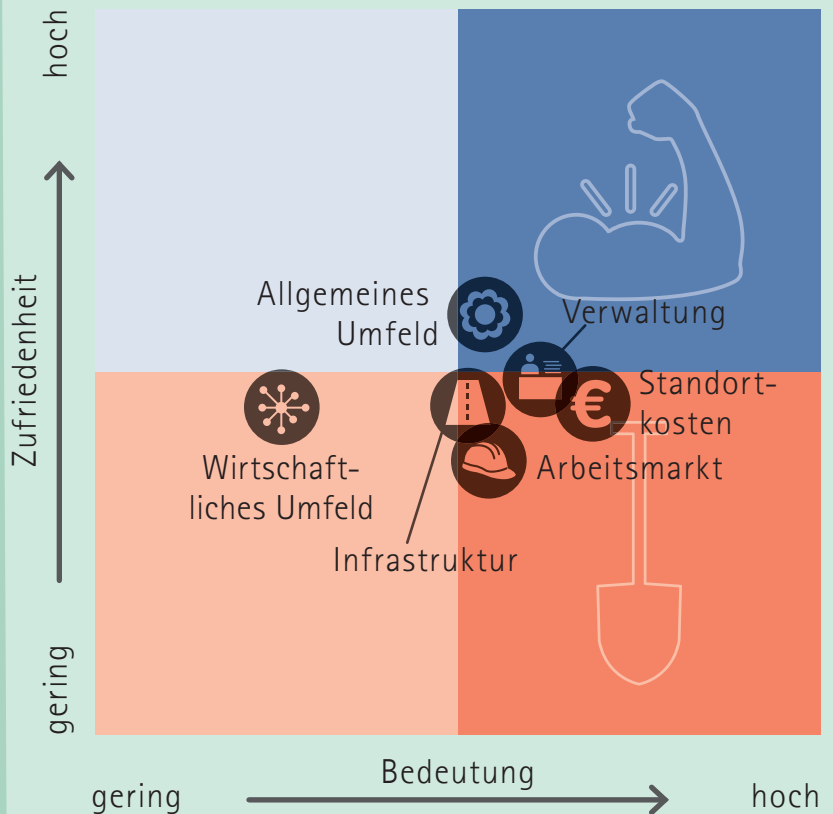 hoch
Zufriedenheit
gering
Allgemeines
Umfeld
Verwaltung
Standort-
kosten
Wirtschaft-
liches Umfeld
Arbeitsmarkt
Infrastruktur
€
Bedeutung
gering
hoch